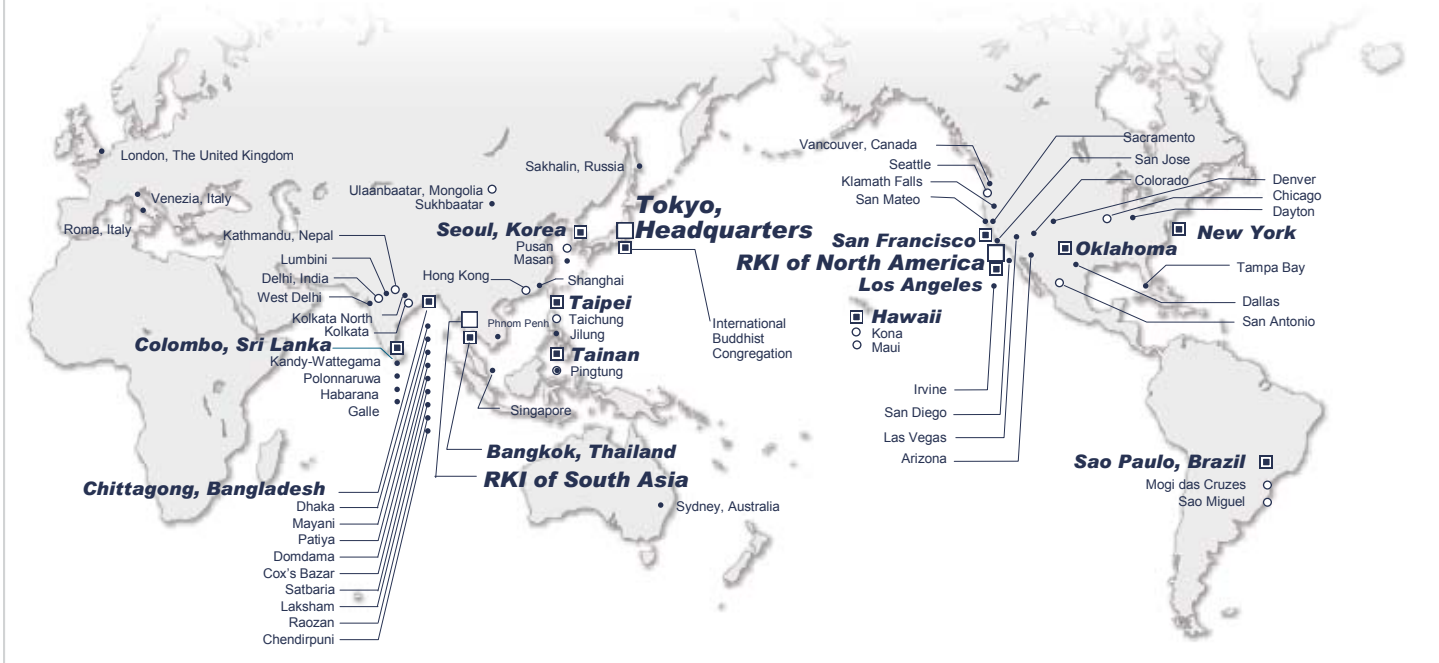 London, The United Kingdom
Venezia, Italy
Roma, Italy
Ulaanbaatar, Mongolia
Sukhbaatar
Sakhalin, Russia
Tokyo,
Headquarters
Seoul, Korea
Pusan
Masan
Kathmandu, Nepal
Lumbini
Delhi, India
West Delhi
Kolkata North
Kolkata
Hong Kong
Shanghai
Colombo, Sri Lanka
Kandy-Wattegama
Polonnaruwa
Habarana
Galle
Phnom Penh
Taipei
Taichung
Jilung
Tainan
Pingtung
Singapore
International
Buddhist
Congregation
Bangkok, Thailand
RKI of South Asia
Chittagong, Bangladesh
Dhaka
Mayani
Patiya
Domdama
Cox's Bazar
Satbaria
Laksham
Raozan
Chendirpuni
Sydney, Australia
Vancouver, Canada
Seattle
Klamath Falls
San Mateo
San Francisco
RKI of North America
Los Angeles
Hawaii
Kona
Maui
Irvine
San Diego
Las Vegas
Arizona
Sacramento
San Jose
Colorado
Denver
Chicago
Dayton
New York
Oklahoma
Tampa Bay
Dallas
San Antonio
Sao Paulo, Brazil
Mogi das Cruzes
Sao Miguel